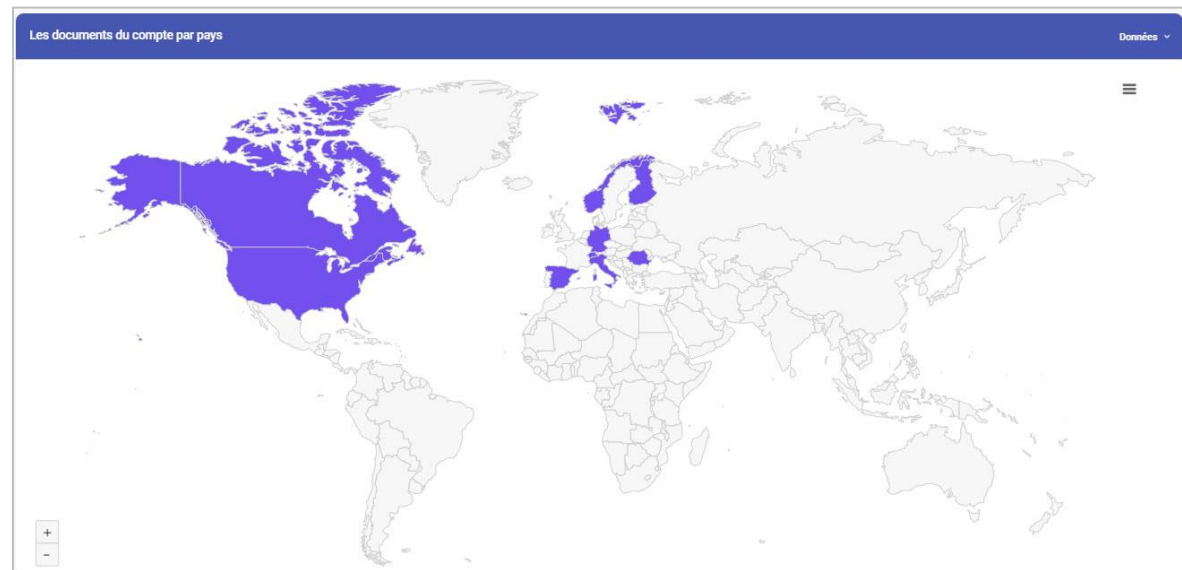 Les documents du compte par pays
Données
+
−